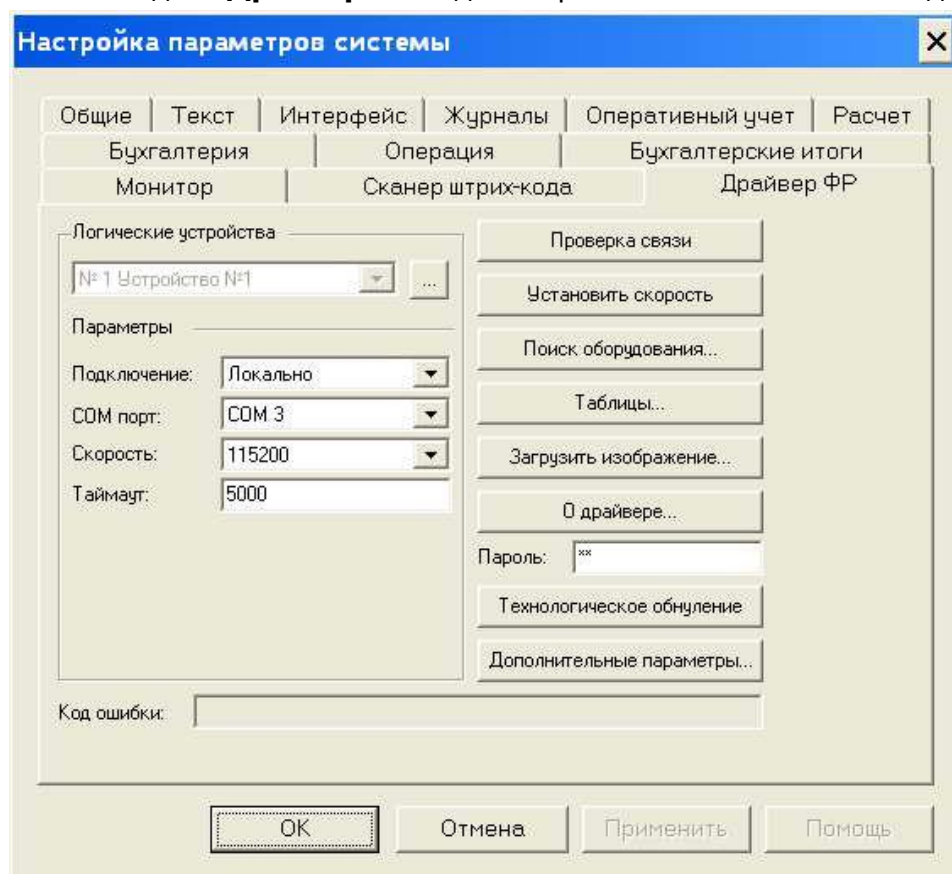 Настройка параметров системы
Общие Текст Интерфейс Журналы Оперативный учет Расчет
Бухгалтерия Операция Бухгалтерские итоги
Монитор Сканер штрих-кода Драйвер ФР
Логические устройства
№ 1 Устройство №1 ...
Параметры
Подключение: Локально
COM порт: COM 3
Скорость: 115200
Таймаут: 5000
Проверка связи
Установить скорость
Поиск оборудования...
Таблицы...
Загрузить изображение...
О драйвере...
Пароль: **
Технологическое обнуление
Дополнительные параметры...
Код ошибки:
OK Отмена Применить Помощь